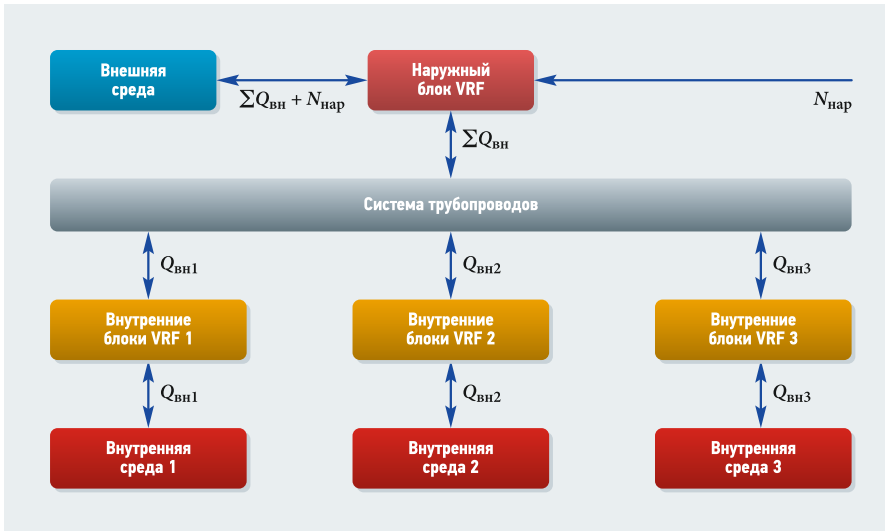 Внешняя
среда
ΣQвн + Nнар
Наружный
блок VRF
Nнар
ΣQвн
Система трубопроводов
Qвн1
Qвн2
Qвн3
Внутренние
блоки VRF 1
Внутренние
блоки VRF 2
Внутренние
блоки VRF 3
Qвн1
Qвн2
Qвн3
Внутренняя
среда 1
Внутренняя
среда 2
Внутренняя
среда 3